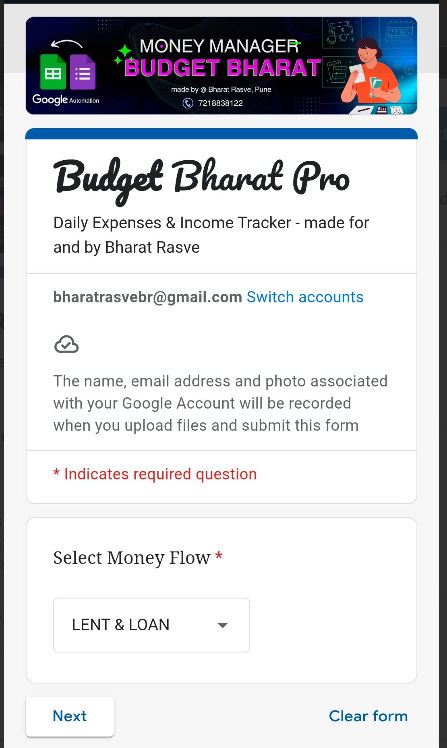 MONEY MANAGER
BUDGET BHARAT
made by @ Bharat Rasve, Pune
7218838122
Google Automation
Budget Bharat Pro
Daily Expenses & Income Tracker - made for
and by Bharat Rasve
bharatrasvebr@gmail.com Switch accounts
The name, email address and photo associated
with your Google Account will be recorded
when you upload files and submit this form
* Indicates required question
Select Money Flow *
LENT & LOAN
Next
Clear form